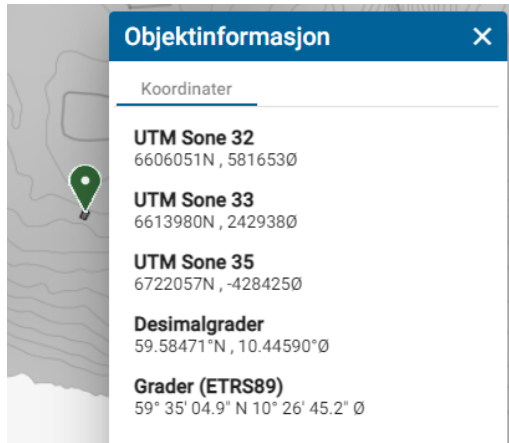 Objektinformasjon
Koordinater
UTM Sone 32
6606051N , 581653Ø
UTM Sone 33
6613980N , 242938Ø
UTM Sone 35
6722057N , -428425Ø
Desimalgrader
59.58471°N , 10.44590°Ø
Grader (ETRS89)
59° 35' 04.9" N 10° 26' 45.2" Ø